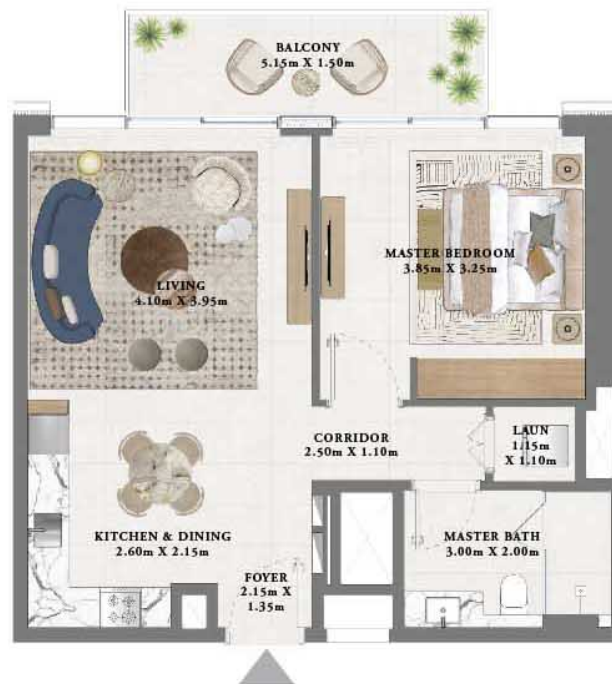 BALCONY
5.15m X 1.50m
MASTER BEDROOM
3.85m X 3.25m
LIVING
4.10m X 3.95m
CORRIDOR
2.50m X 1.10m
LAUN
1.15m
X 1.10m
KITCHEN & DINING
2.60m X 2.15m
MASTER BATH
3.00m X 2.00m
FOYER
2.15m X
1.35m